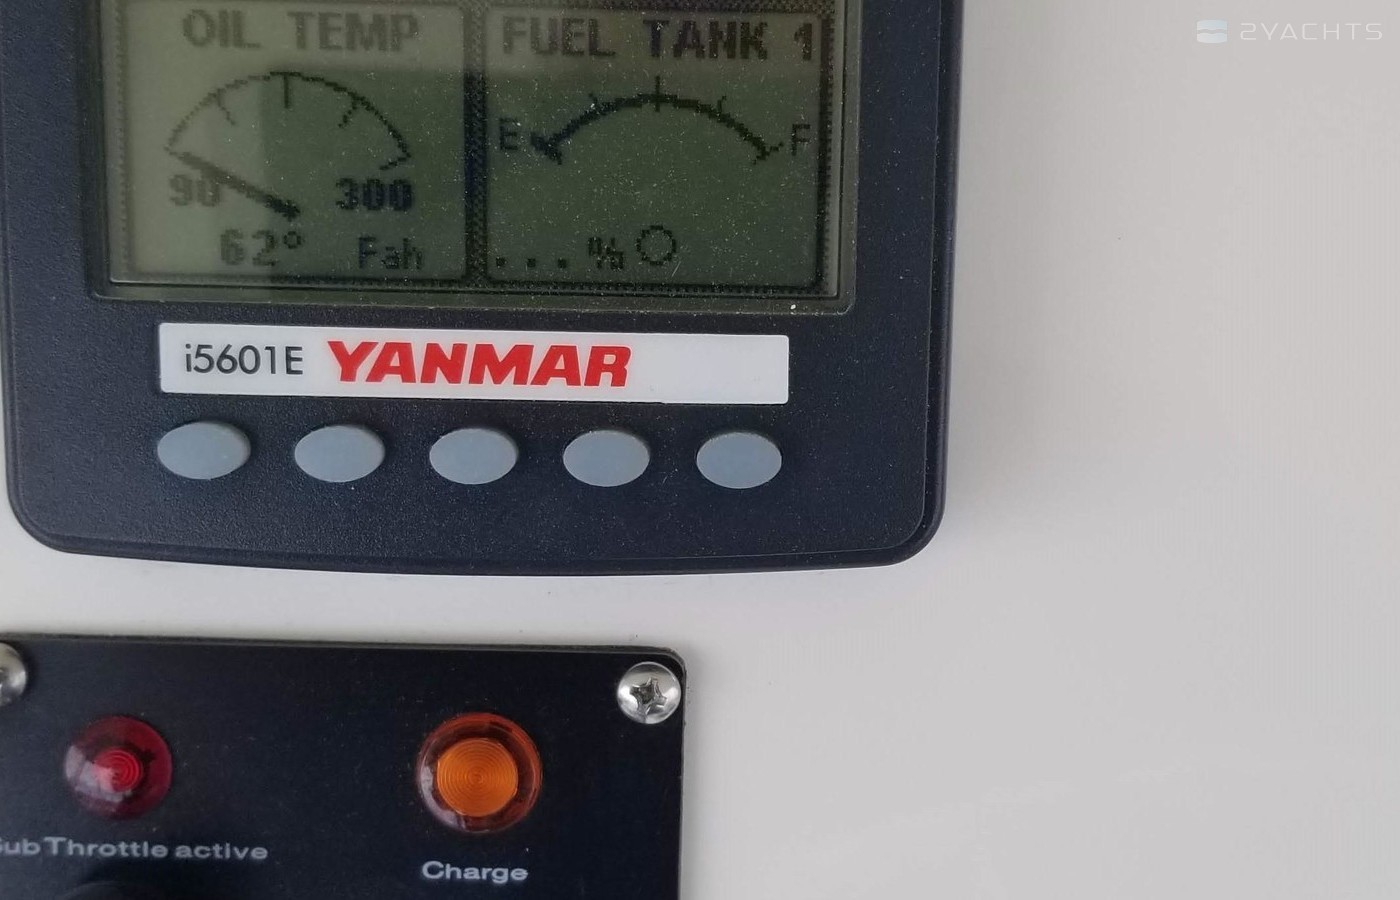 2YACHTS
OIL TEMP
90 300
62° Fah
FUEL TANK 1
E F
... %
i5601E YANMAR
Sub Throttle active
Charge